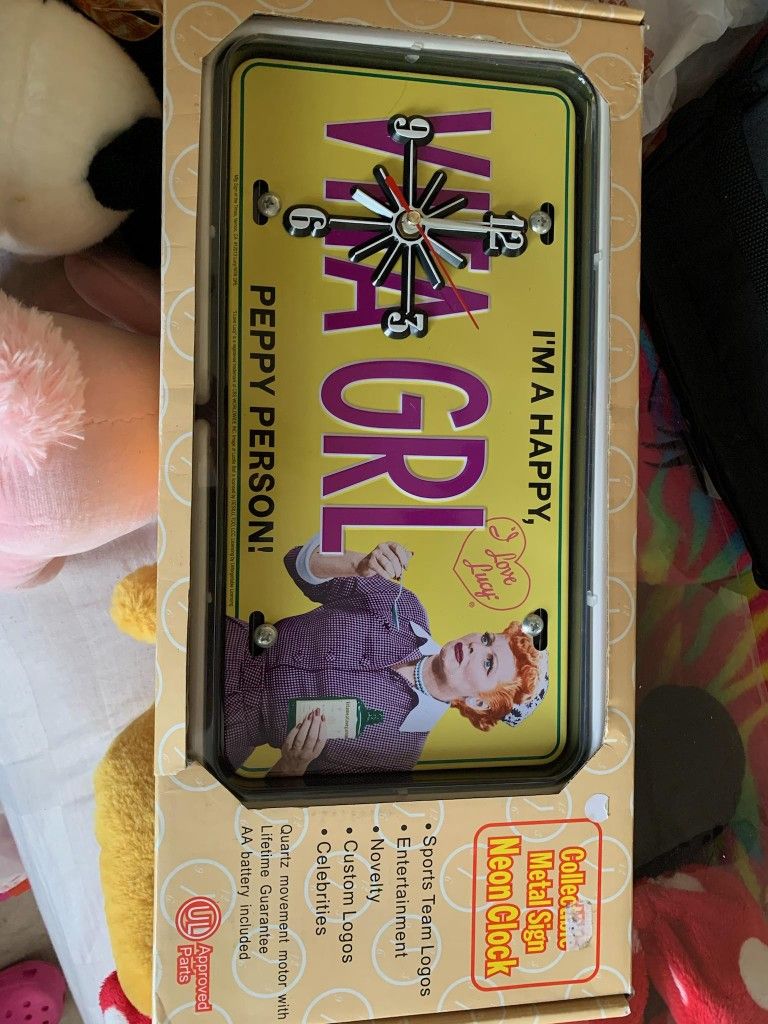 I'M A HAPPY,
VITA GRL
PEPPY PERSON!
9
12
6
3
"I Love
Lucy"
®
Collectible
Metal Sign
Neon Clock
• Sports Team Logos
• Entertainment
• Novelty
• Custom Logos
• Celebrities
Quartz movement motor with
Lifetime Guarantee
AA battery included
UL
Approved
Parts